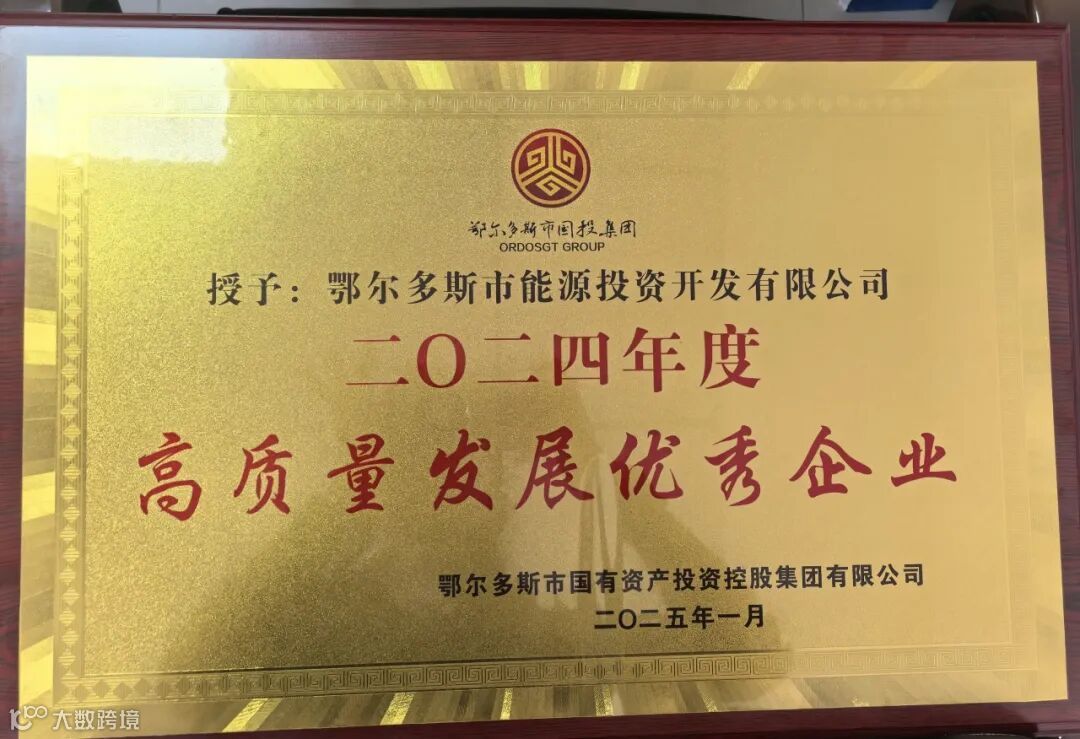 鄂尔多斯市国投集团
ORDOSGT GROUP
授予：鄂尔多斯市能源投资开发有限公司
二〇二四年度
高质量发展优秀企业
鄂尔多斯市国有资产投资控股集团有限公司
二〇二五年一月
大数跨境